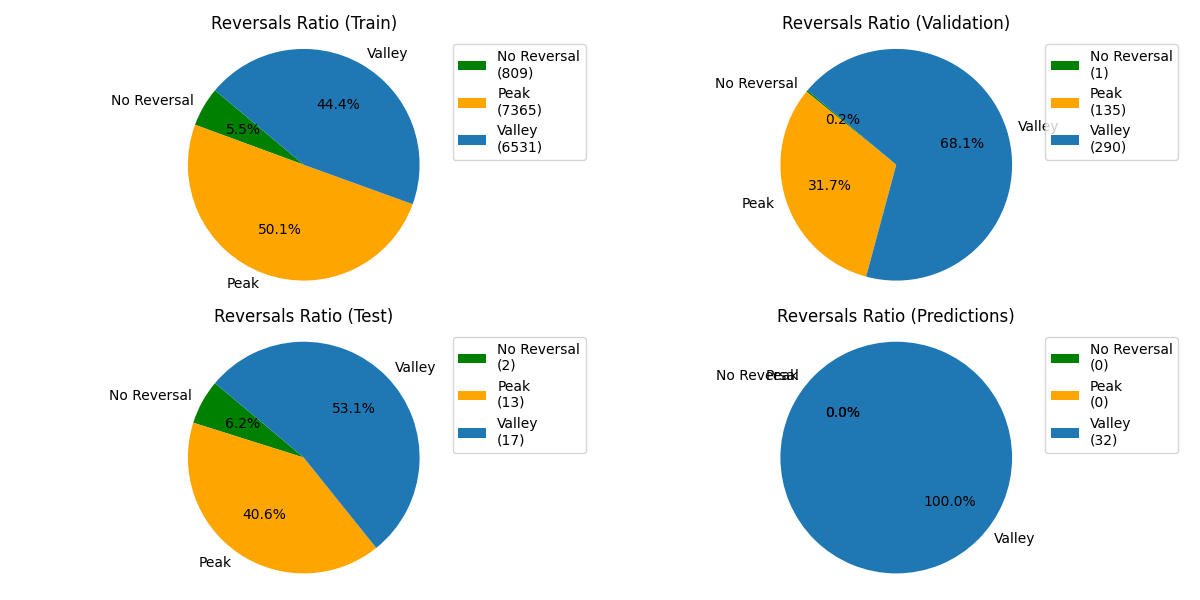 Reversals Ratio (Train)
Valley
No Reversal
44.4%
5.5%
50.1%
Peak
No Reversal
(809)
Peak
(7365)
Valley
(6531)
Reversals Ratio (Validation)
No Reversal
0.2%
68.1%
Valley
31.7%
Peak
No Reversal
(1)
Peak
(135)
Valley
(290)
Reversals Ratio (Test)
Valley
No Reversal
53.1%
6.2%
40.6%
Peak
No Reversal
(2)
Peak
(13)
Valley
(17)
Reversals Ratio (Predictions)
No Reversal
Peak
0.0%
100.0%
Valley
No Reversal
(0)
Peak
(0)
Valley
(32)